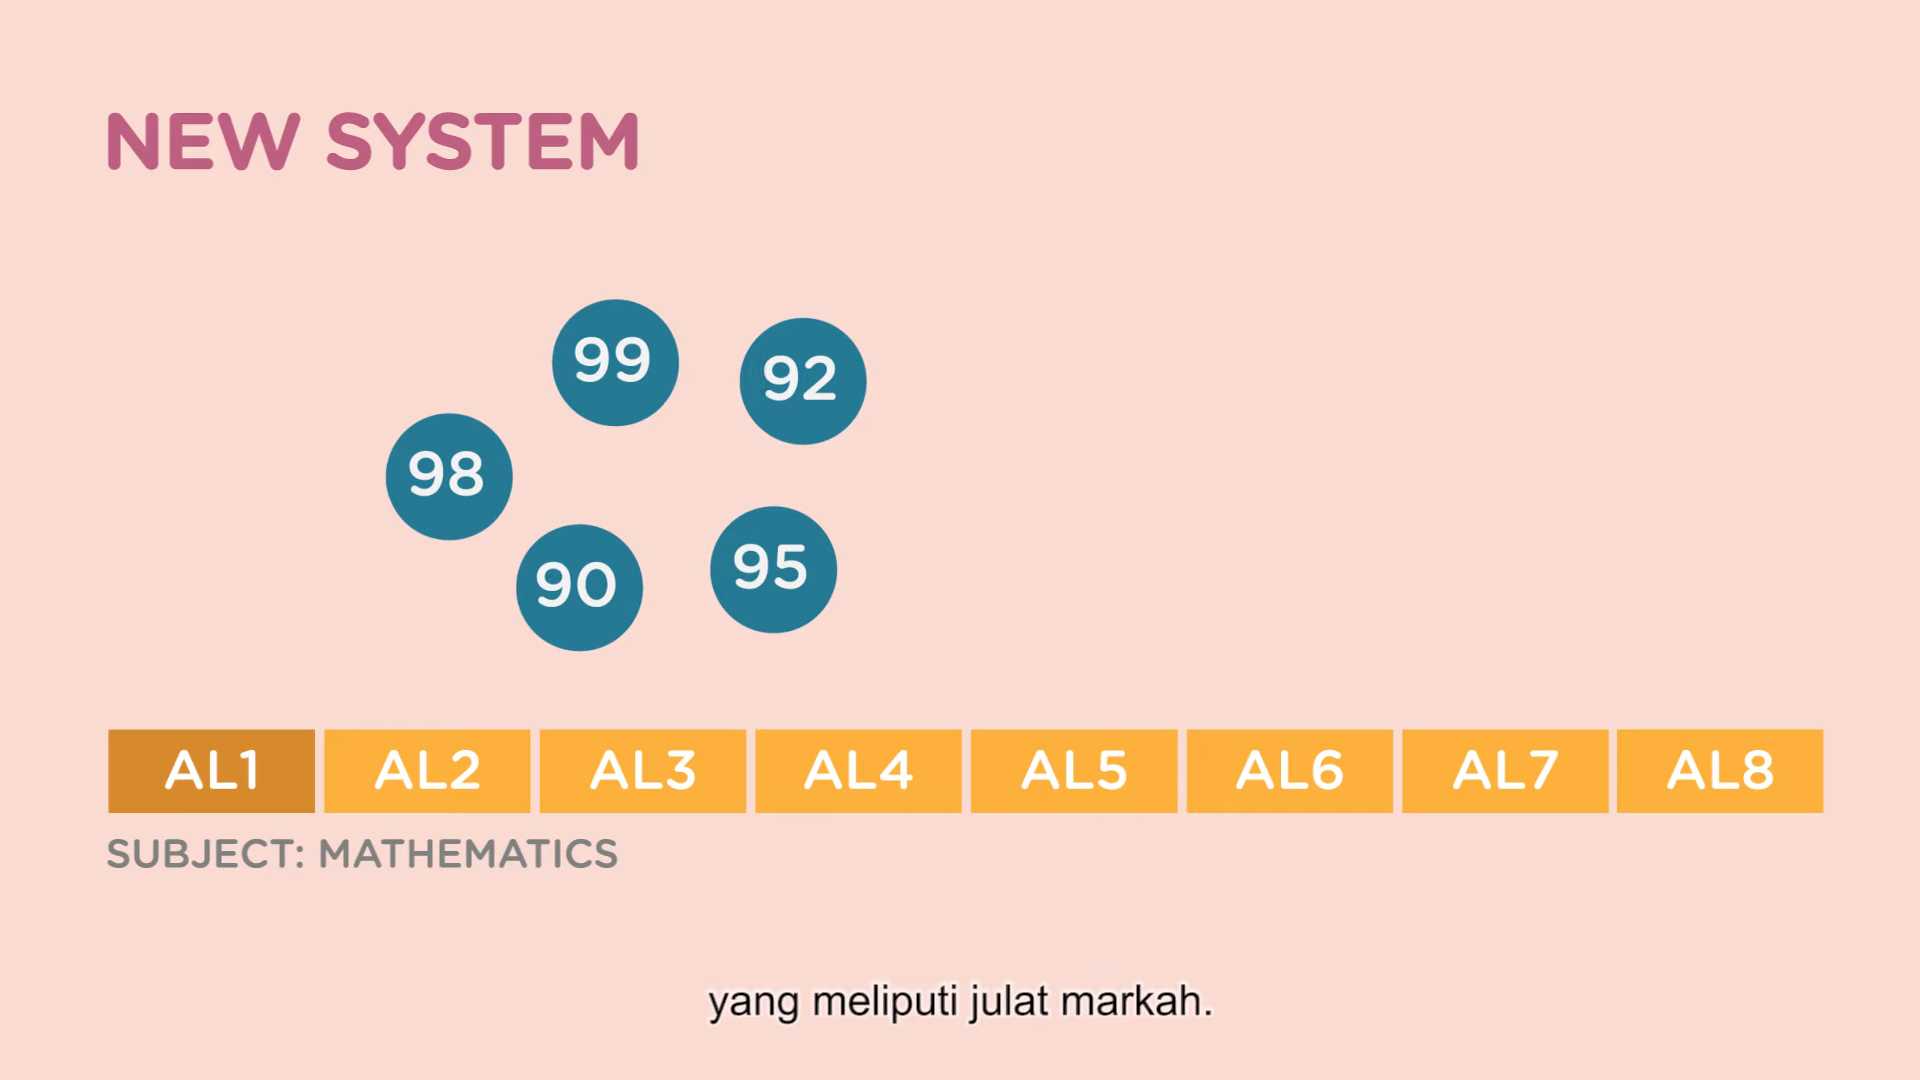 NEW SYSTEM
99
92
98
90
95
AL1 AL2 AL3 AL4 AL5 AL6 AL7 AL8
SUBJECT: MATHEMATICS
yang meliputi julat markah.